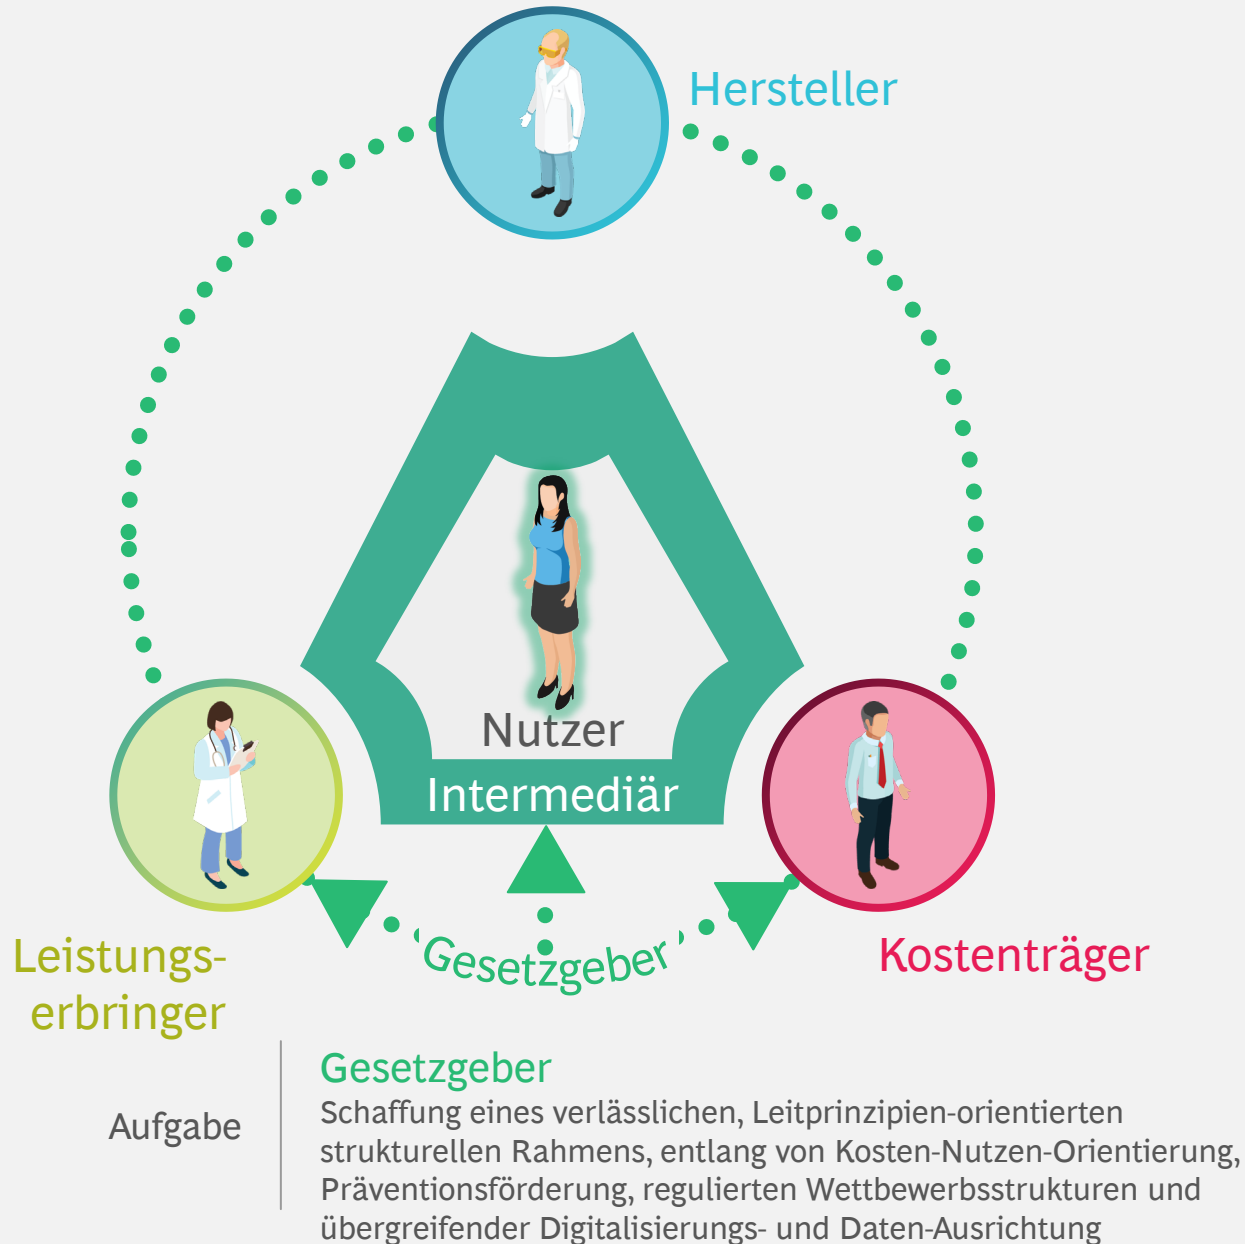 Hersteller
Nutzer
Intermediär
Gesetzgeber
Leistungs-
erbringer
Kostenträger
Gesetzgeber
Aufgabe
Schaffung eines verlässlichen, Leitprinzipien-orientierten
strukturellen Rahmens, entlang von Kosten-Nutzen-Orientierung,
Präventionsförderung, regulierten Wettbewerbsstrukturen und
übergreifender Digitalisierungs- und Daten-Ausrichtung